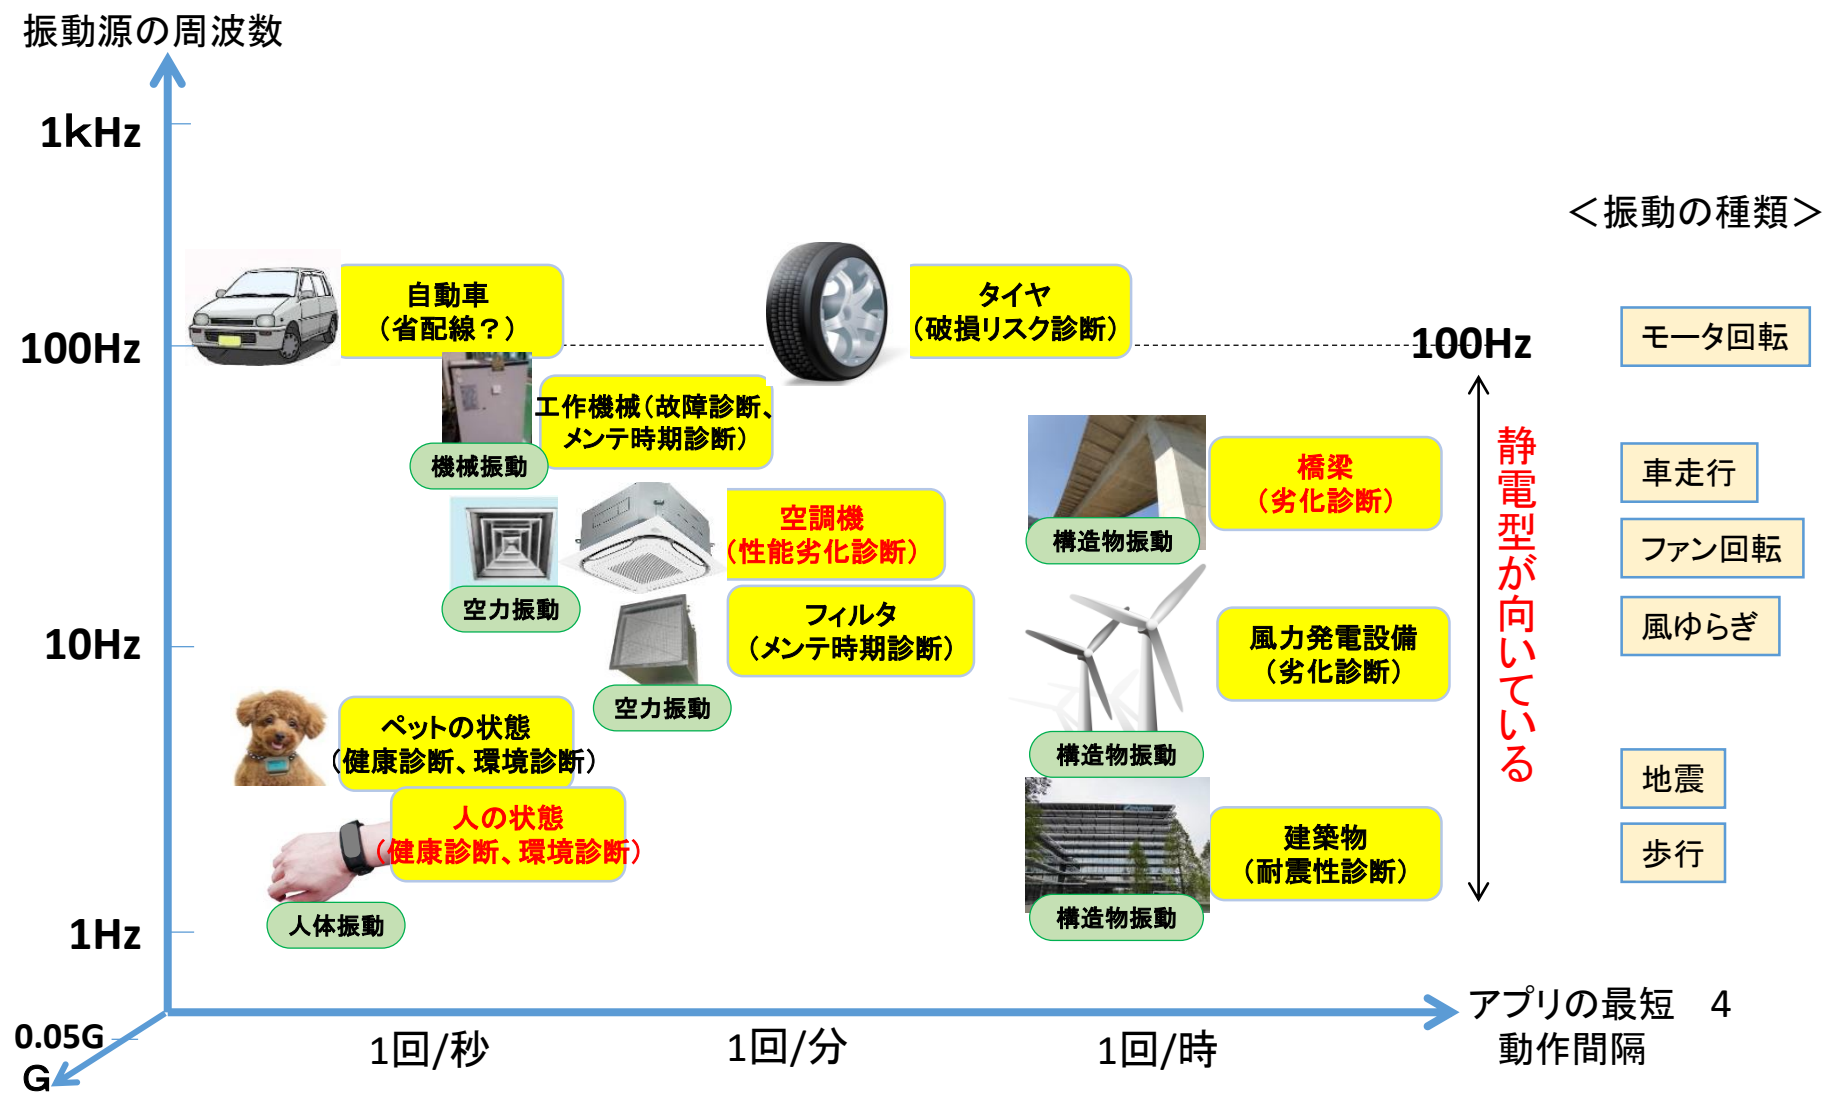 振動源の周波数
1kHz
<振動の種類>
自動車
(省配線?)
タイヤ
(破損リスク診断)
100Hz
100Hz
モータ回転
工作機械(故障診断、
メンテ時期診断)
機械振動
静電型が向いている
橋梁
(劣化診断)
車走行
空調機
(性能劣化診断)
構造物振動
ファン回転
空力振動
フィルタ
(メンテ時期診断)
風力発電設備
(劣化診断)
風ゆらぎ
10Hz
空力振動
ペットの状態
(健康診断、環境診断)
構造物振動
地震
人の状態
(健康診断、環境診断)
建築物
(耐震性診断)
歩行
人体振動
構造物振動
1Hz
アプリの最短 4
動作間隔
0.05G
G
1回/秒
1回/分
1回/時